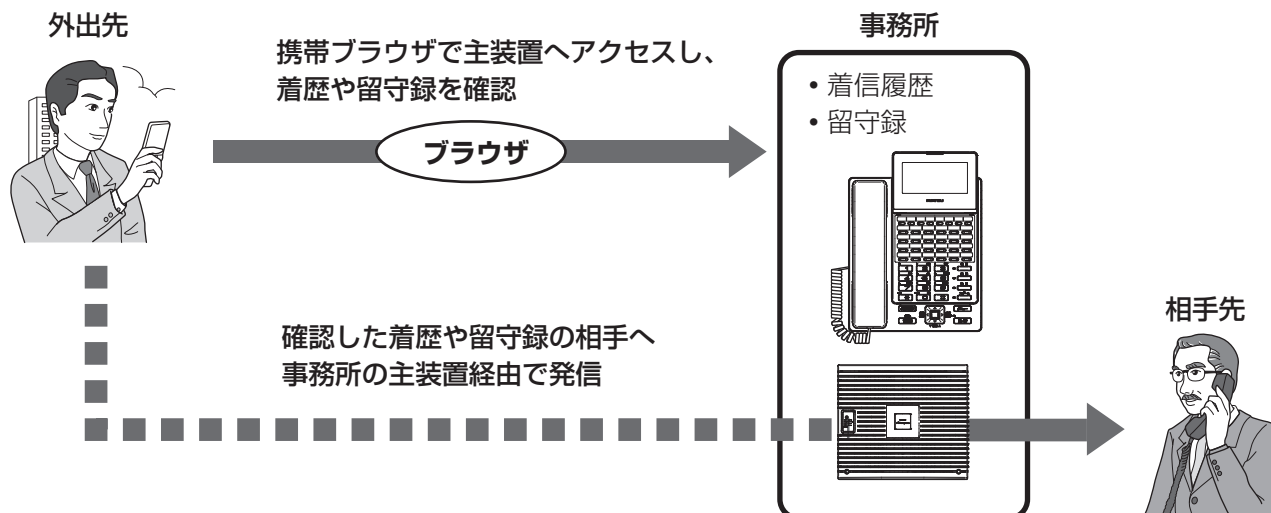 外出先
携帯ブラウザで主装置へアクセスし、
着歴や留守録を確認
ブラウザ
事務所
• 着信履歴
• 留守録
確認した着歴や留守録の相手へ
事務所の主装置経由で発信
相手先